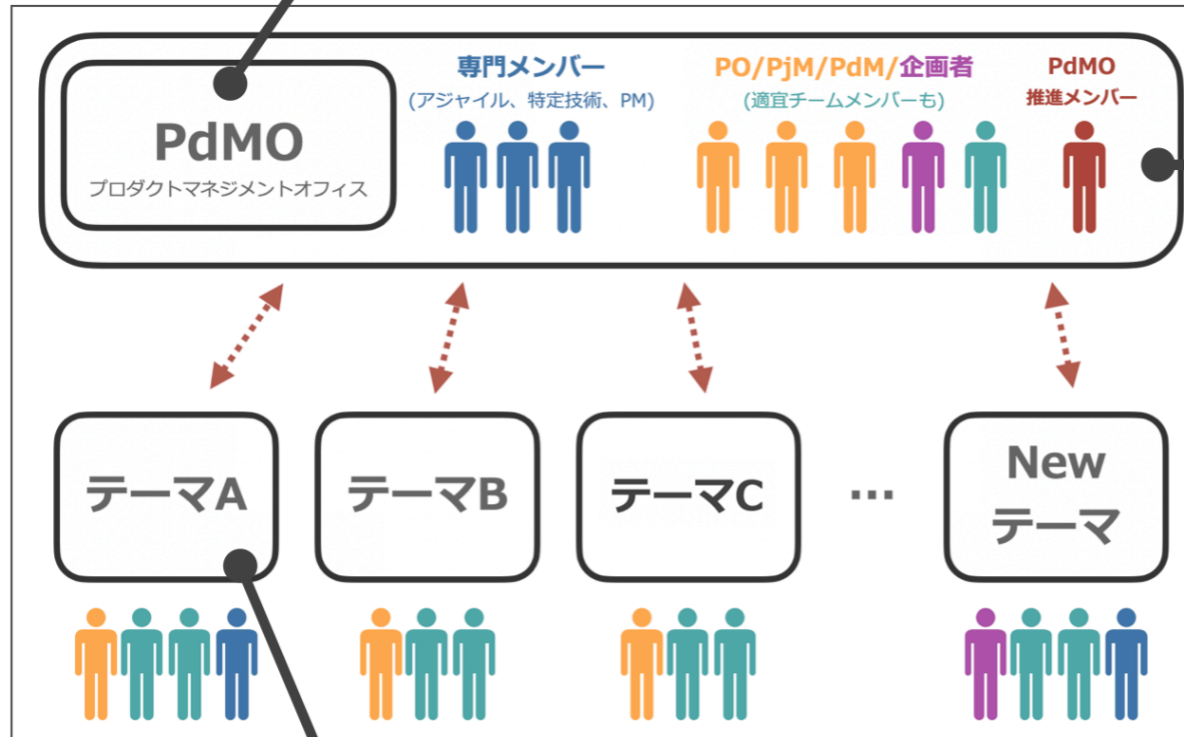 PdMO
プロダクトマネジメントオフィス
専門メンバー
(アジャイル、特定技術、PM)
PO/PjM/PdM/企画者
(適宜チームメンバーも)
PdMO
推進メンバー
テーマA
テーマB
テーマC
…
New
テーマ